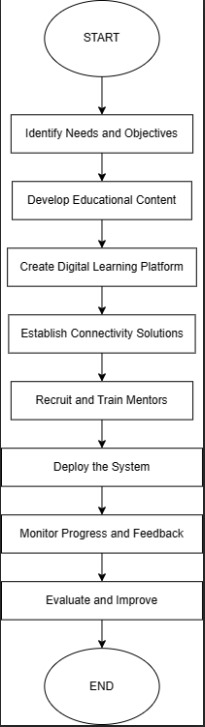 START
Identify Needs and Objectives
Develop Educational Content
Create Digital Learning Platform
Establish Connectivity Solutions
Recruit and Train Mentors
Deploy the System
Monitor Progress and Feedback
Evaluate and Improve
END